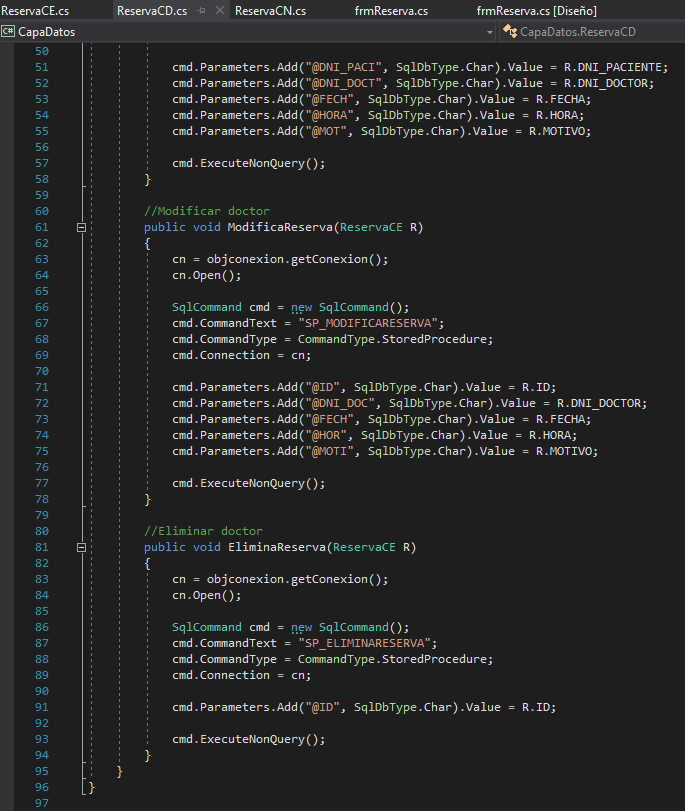 ReservaCE.cs ReservaCD.cs ReservaCN.cs frmReserva.cs frmReserva.cs [Diseño]
C# CapaDatos CapaDatos.ReservaCD
50
51 cmd.Parameters.Add("@DNI_PACI", SqlDbType.Char).Value = R.DNI_PACIENTE;
52 cmd.Parameters.Add("@DNI_DOCT", SqlDbType.Char).Value = R.DNI_DOCTOR;
53 cmd.Parameters.Add("@FECH", SqlDbType.Char).Value = R.FECHA;
54 cmd.Parameters.Add("@HORA", SqlDbType.Char).Value = R.HORA;
55 cmd.Parameters.Add("@MOT", SqlDbType.Char).Value = R.MOTIVO;
56
57 cmd.ExecuteNonQuery();
58 }
59
60 //Modificar doctor
61 public void ModificaReserva(ReservaCE R)
62 {
63 cn = objconexion.getConexion();
64 cn.Open();
65
66 SqlCommand cmd = new SqlCommand();
67 cmd.CommandText = "SP_MODIFICARESERVA";
68 cmd.CommandType = CommandType.StoredProcedure;
69 cmd.Connection = cn;
70
71 cmd.Parameters.Add("@ID", SqlDbType.Char).Value = R.ID;
72 cmd.Parameters.Add("@DNI_DOC", SqlDbType.Char).Value = R.DNI_DOCTOR;
73 cmd.Parameters.Add("@FECH", SqlDbType.Char).Value = R.FECHA;
74 cmd.Parameters.Add("@HOR", SqlDbType.Char).Value = R.HORA;
75 cmd.Parameters.Add("@MOTI", SqlDbType.Char).Value = R.MOTIVO;
76
77 cmd.ExecuteNonQuery();
78 }
79
80 //Eliminar doctor
81 public void EliminaReserva(ReservaCE R)
82 {
83 cn = objconexion.getConexion();
84 cn.Open();
85
86 SqlCommand cmd = new SqlCommand();
87 cmd.CommandText = "SP_ELIMINARESERVA";
88 cmd.CommandType = CommandType.StoredProcedure;
89 cmd.Connection = cn;
90
91 cmd.Parameters.Add("@ID", SqlDbType.Char).Value = R.ID;
92
93 cmd.ExecuteNonQuery();
94 }
95 }
96 }
97